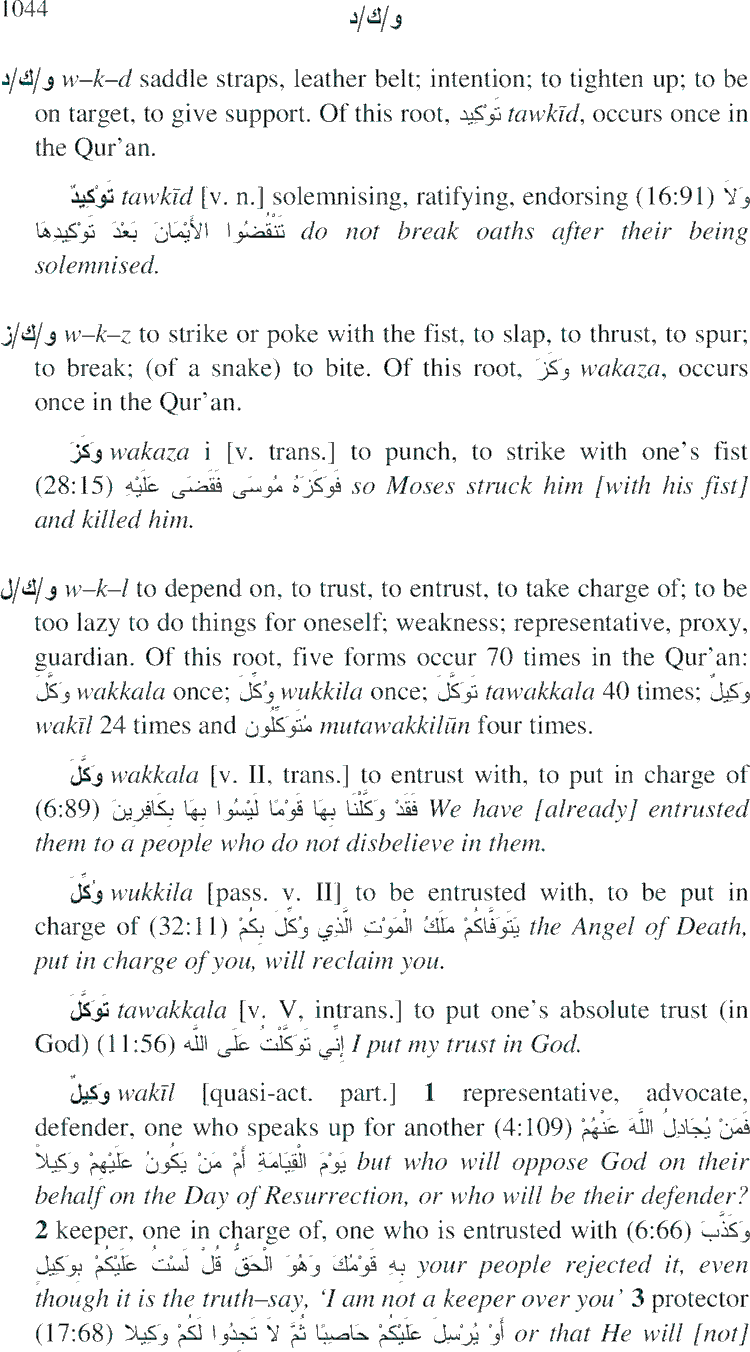 1044 و/ك/د
و/ك/د w–k–d saddle straps, leather belt; intention; to tighten up; to be
on target, to give support. Of this root, تَوْكِيد tawkīd, occurs once in
the Qur’an.
تَوْكِيدٌ tawkīd [v. n.] solemnising, ratifying, endorsing (16:91) وَلاَ
تَنْقُضُوا الأَيْمَانَ بَعْدَ تَوْكِيدِهَا do not break oaths after their being
solemnised.
و/ك/ز w–k–z to strike or poke with the fist, to slap, to thrust, to spur;
to break; (of a snake) to bite. Of this root, وَكَزَ wakaza, occurs
once in the Qur’an.
وَكَزَ wakaza i [v. trans.] to punch, to strike with one’s fist
(28:15) فَوَكَزَهُ مُوسَى فَقَضَى عَلَيْهِ so Moses struck him [with his fist]
and killed him.
و/ك/ل w–k–l to depend on, to trust, to entrust, to take charge of; to be
too lazy to do things for oneself; weakness; representative, proxy,
guardian. Of this root, five forms occur 70 times in the Qur’an:
وَكَّلَ wakkala once; وُكِّلَ wukkila once; تَوَكَّلَ tawakkala 40 times; وَكِيلٌ
wakīl 24 times and مُتَوَكِّلُون mutawakkilūn four times.
وَكَّلَ wakkala [v. II, trans.] to entrust with, to put in charge of
(6:89) فَقَدْ وَكَّلْنَا بِهَا قَوْمًا لَيْسُوا بِهَا بِكَافِرِينَ We have [already] entrusted
them to a people who do not disbelieve in them.
وُكِّلَ wukkila [pass. v. II] to be entrusted with, to be put in
charge of (32:11) يَتَوَفَّاكُمْ مَلَكُ الْمَوْتِ الَّذِي وُكِّلَ بِكُمْ the Angel of Death,
put in charge of you, will reclaim you.
تَوَكَّلَ tawakkala [v. V, intrans.] to put one’s absolute trust (in
God) (11:56) إِنِّي تَوَكَّلْتُ عَلَى اللَّه I put my trust in God.
وَكِيلٌ wakīl [quasi-act. part.] 1 representative, advocate,
defender, one who speaks up for another (4:109) فَمَنْ يُجَادِلُ اللَّهَ عَنْهُمْ
يَوْمَ الْقِيَامَةِ أَمْ مَنْ يَكُونُ عَلَيْهِمْ وَكِيلاً but who will oppose God on their
behalf on the Day of Resurrection, or who will be their defender?
2 keeper, one in charge of, one who is entrusted with (6:66) وَكَذَّبَ
بِهِ قَوْمُكَ وَهُوَ الْحَقُّ قُلْ لَسْتُ عَلَيْكُمْ بِوَكِيل your people rejected it, even
though it is the truth–say, ‘I am not a keeper over you’ 3 protector
(17:68) أَوْ يُرْسِلَ عَلَيْكُمْ حَاصِبًا ثُمَّ لاَ تَجِدُوا لَكُمْ وَكِيلا or that He will [not]